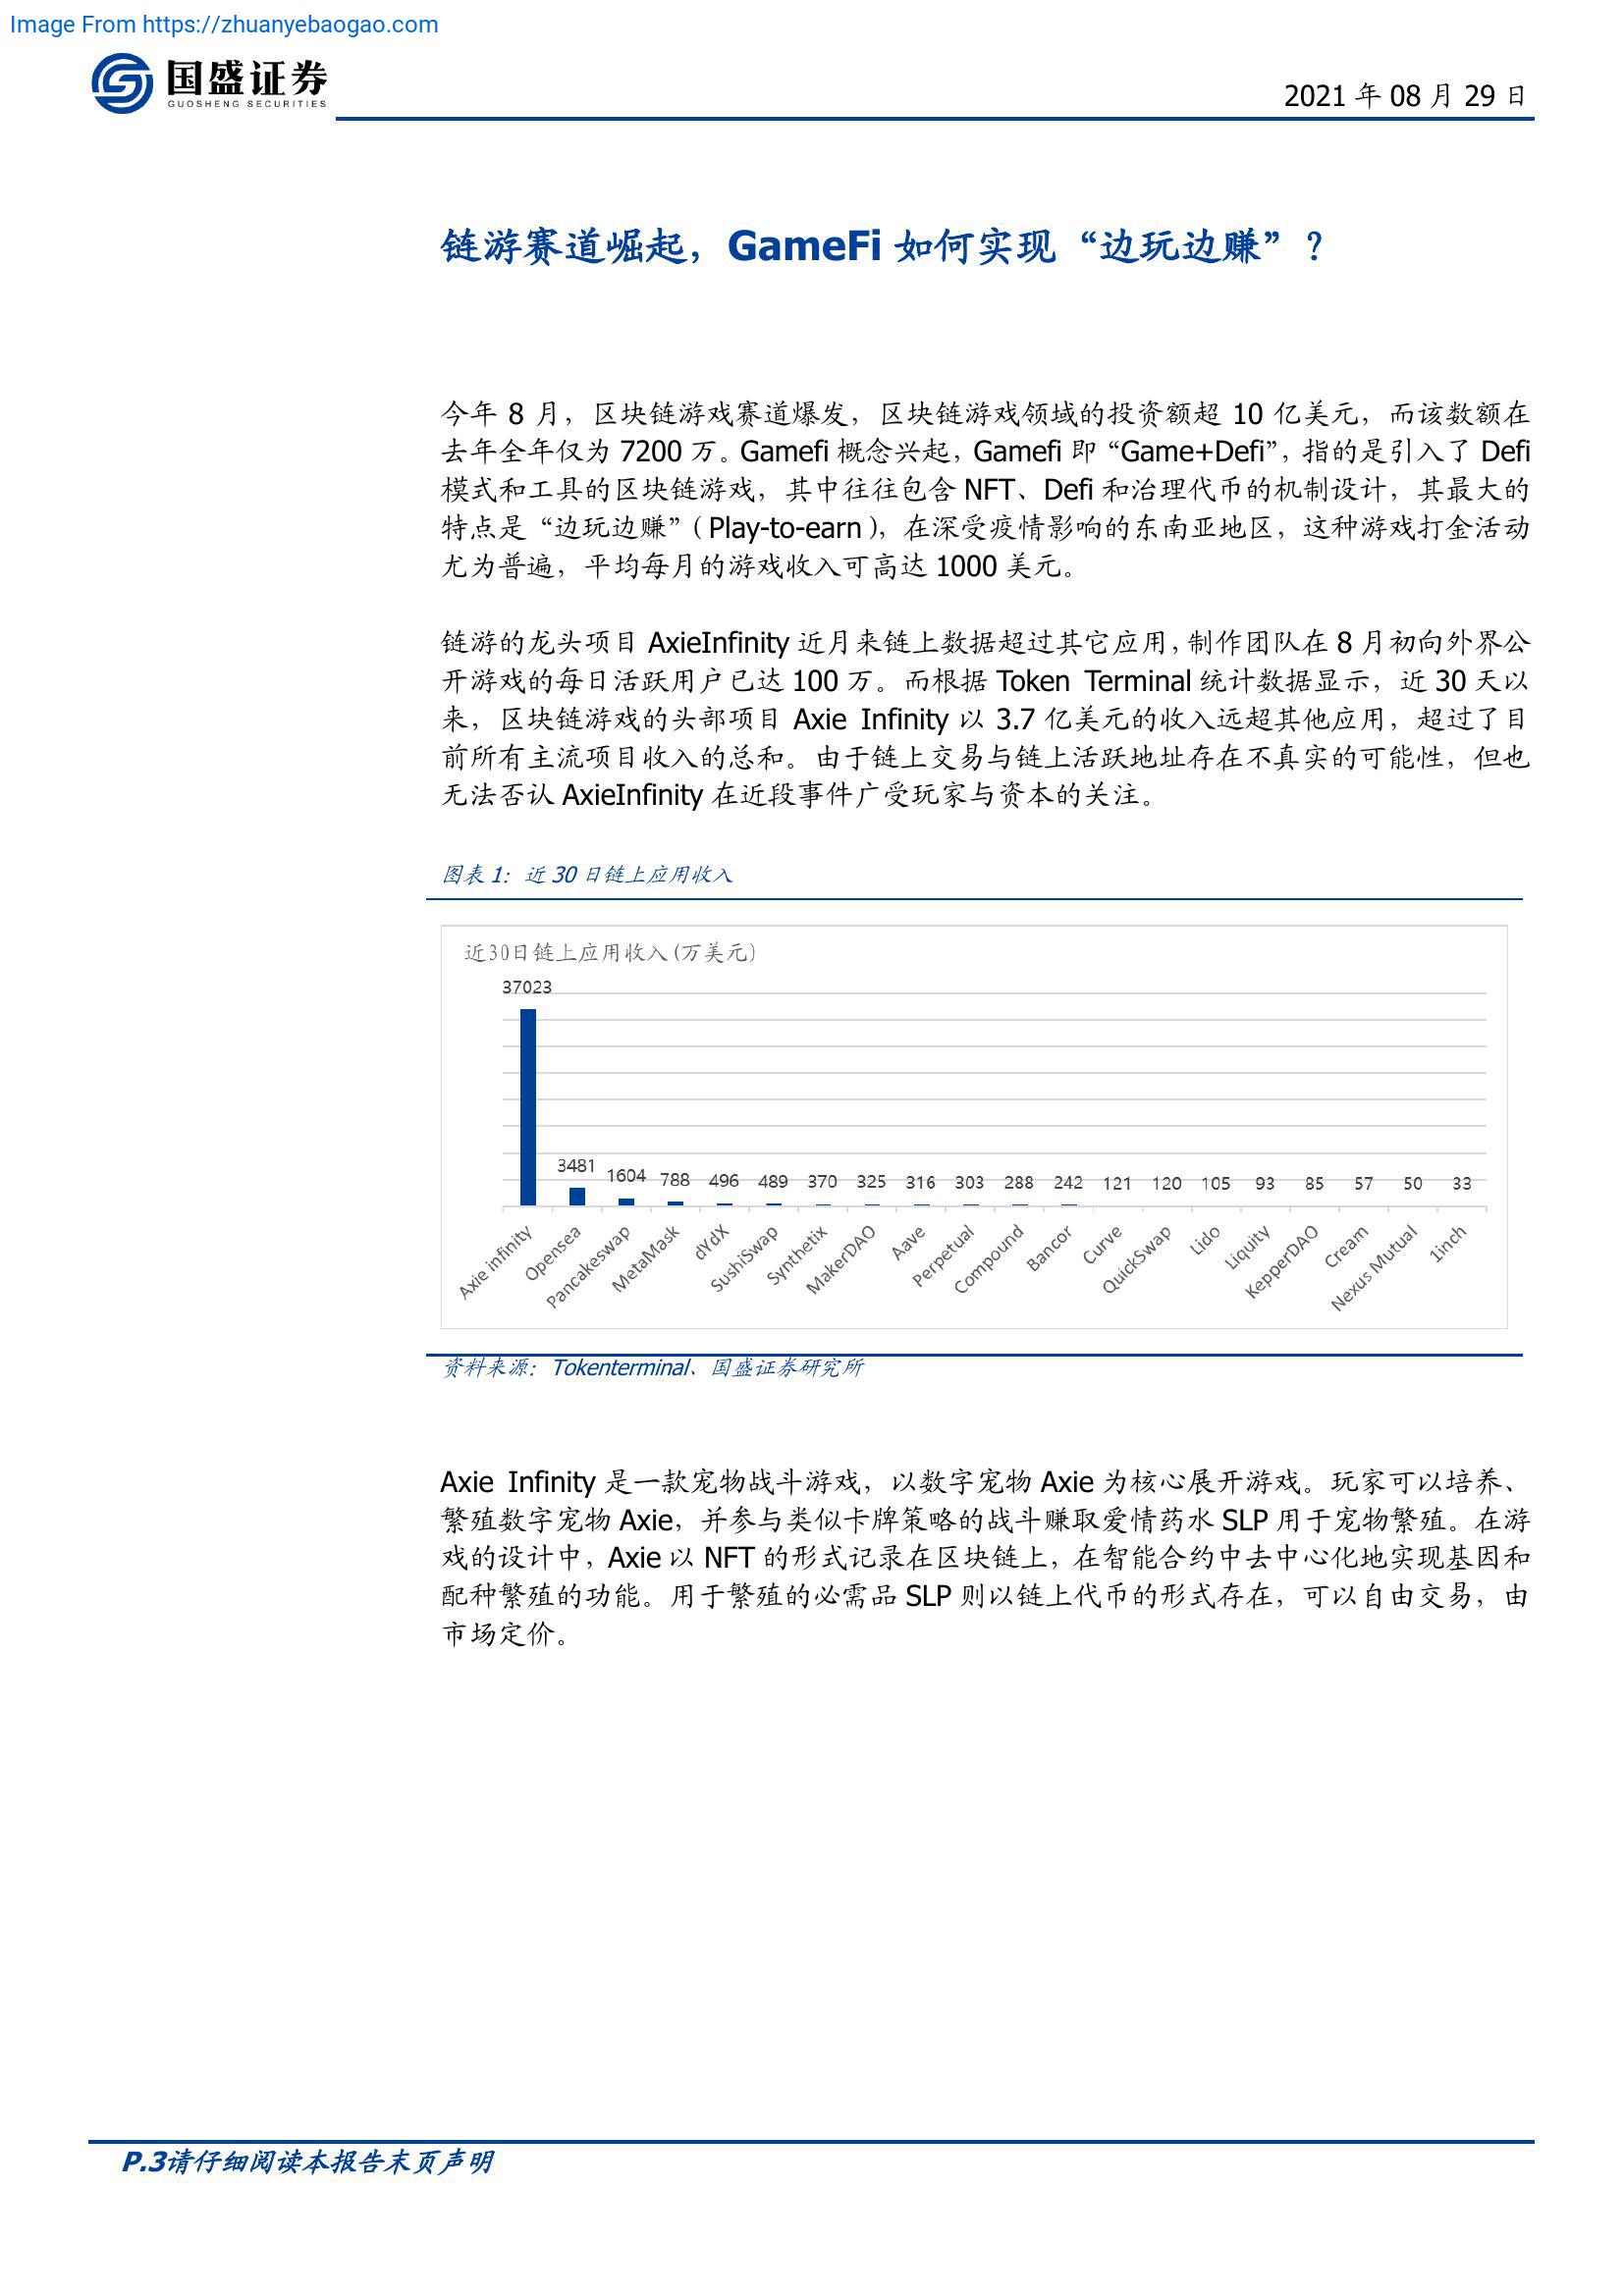 Image From https://zhuanyebaogao.com
国盛证券
GUOSHENG SECURITIES
2021 年 08 月 29 日
链游赛道崛起，GameFi 如何实现“边玩边赚”？
今年 8 月，区块链游戏赛道爆发，区块链游戏领域的投资额超 10 亿美元，而该数额在
去年全年仅为 7200 万。Gamefi 概念兴起，Gamefi 即“Game+Defi”，指的是引入了 Defi
模式和工具的区块链游戏，其中往往包含 NFT、Defi 和治理代币的机制设计，其最大的
特点是“边玩边赚”（Play-to-earn），在深受疫情影响的东南亚地区，这种游戏打金活动
尤为普遍，平均每月的游戏收入可高达 1000 美元。
链游的龙头项目 AxieInfinity 近月来链上数据超过其它应用，制作团队在 8 月初向外界公
开游戏的每日活跃用户已达 100 万。而根据 Token Terminal 统计数据显示，近 30 天以
来，区块链游戏的头部项目 Axie Infinity 以 3.7 亿美元的收入远超其他应用，超过了目
前所有主流项目收入的总和。由于链上交易与链上活跃地址存在不真实的可能性，但也
无法否认 AxieInfinity 在近段事件广受玩家与资本的关注。
图表 1：近 30 日链上应用收入
近30日链上应用收入(万美元)
37023 3481 1604 788 496 489 370 325 316 303 288 242 121 120 105 93 85 57 50 33
Axie infinity Opensea Pancakeswap MetaMask dYdX SushiSwap Synthetix MakerDAO Aave Perpetual Compound Bancor Curve QuickSwap Lido Liquity KepperDAO Cream Nexus Mutual 1inch
资料来源：Tokenterminal、国盛证券研究所
Axie Infinity 是一款宠物战斗游戏，以数字宠物 Axie 为核心展开游戏。玩家可以培养、
繁殖数字宠物 Axie，并参与类似卡牌策略的战斗赚取爱情药水 SLP 用于宠物繁殖。在游
戏的设计中，Axie 以 NFT 的形式记录在区块链上，在智能合约中去中心化地实现基因和
配种繁殖的功能。用于繁殖的必需品 SLP 则以链上代币的形式存在，可以自由交易，由
市场定价。
P.3请仔细阅读本报告末页声明